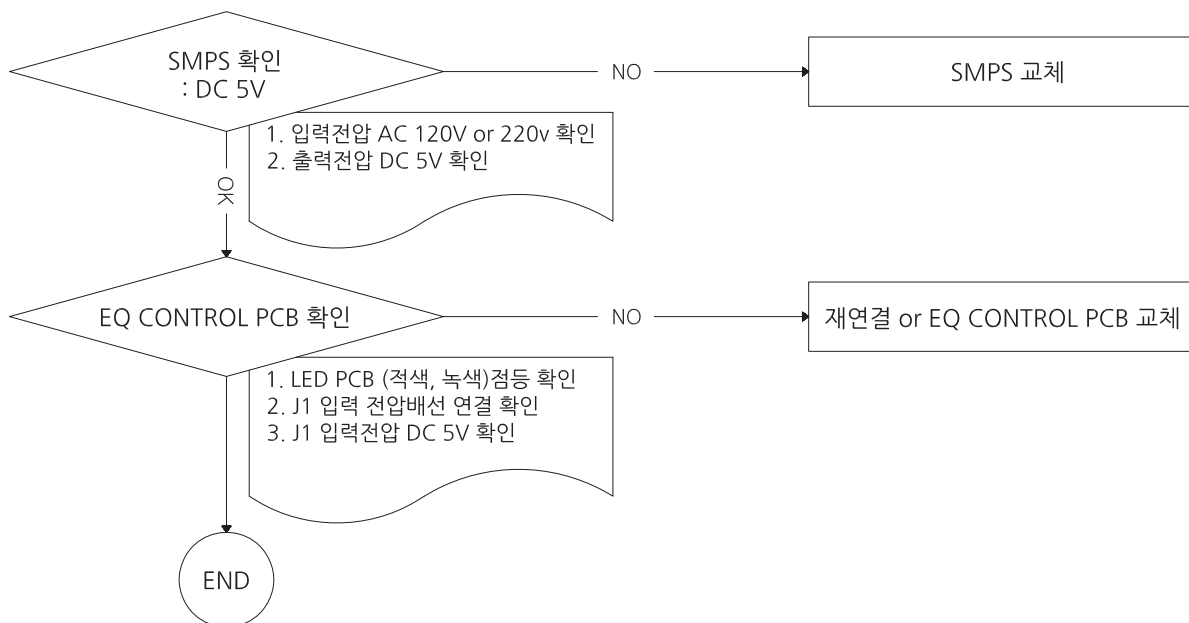 SMPS 확인
: DC 5V
NO
SMPS 교체
1. 입력전압 AC 120V or 220v 확인
2. 출력전압 DC 5V 확인
OK
EQ CONTROL PCB 확인
NO
재연결 or EQ CONTROL PCB 교체
1. LED PCB (적색, 녹색)점등 확인
2. J1 입력 전압배선 연결 확인
3. J1 입력전압 DC 5V 확인
END